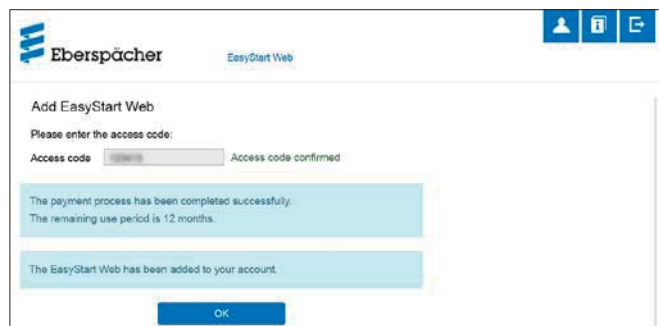 Eberspächer
EasyStart Web
Add EasyStart Web
Please enter the access code:
Access code Access code confirmed
The payment process has been completed successfully.
The remaining use period is 12 months.
The EasyStart Web has been added to your account.
OK